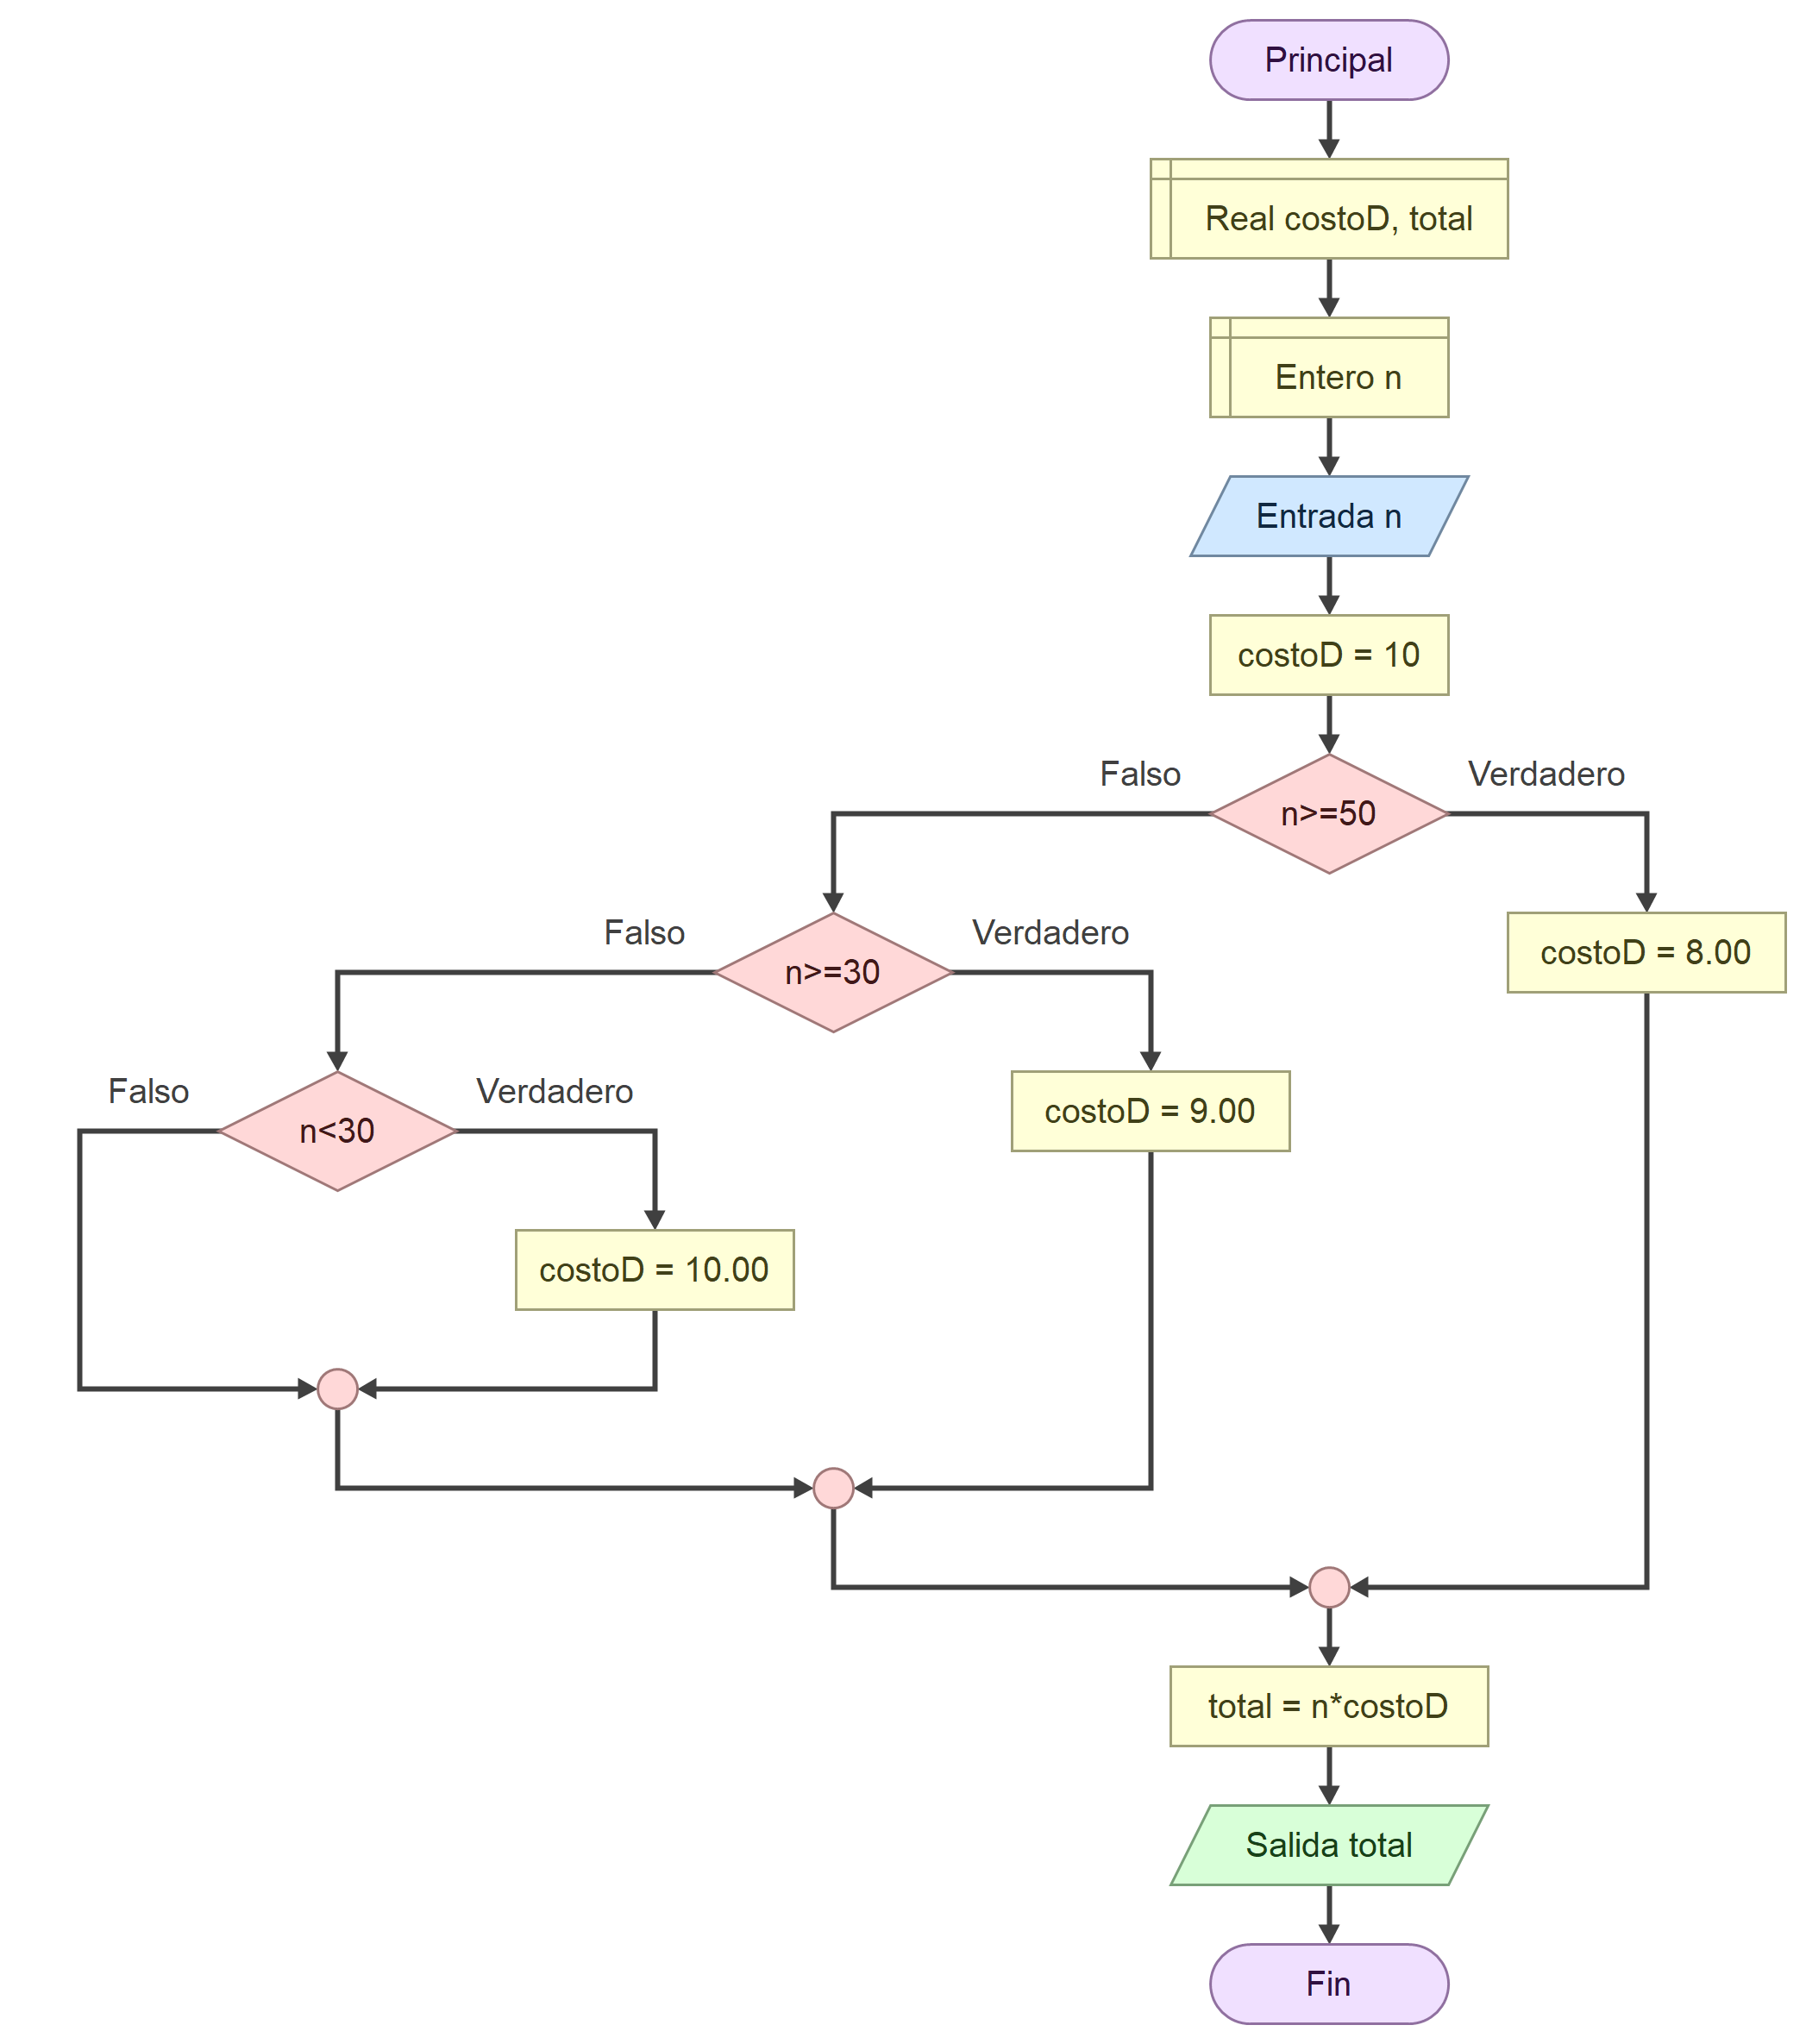 Principal
Real costoD, total
Entero n
Entrada n
costoD = 10
Falso
Verdadero
n>=50
Falso
Verdadero
costoD = 8.00
n>=30
Falso
Verdadero
costoD = 9.00
n<30
costoD = 10.00
total = n*costoD
Salida total
Fin